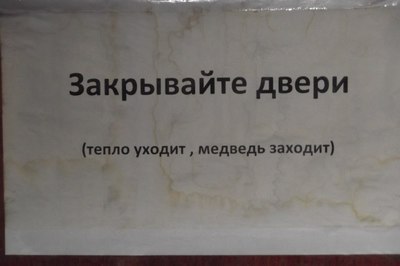 Закрывайте двери
(тепло уходит , медведь заходит)